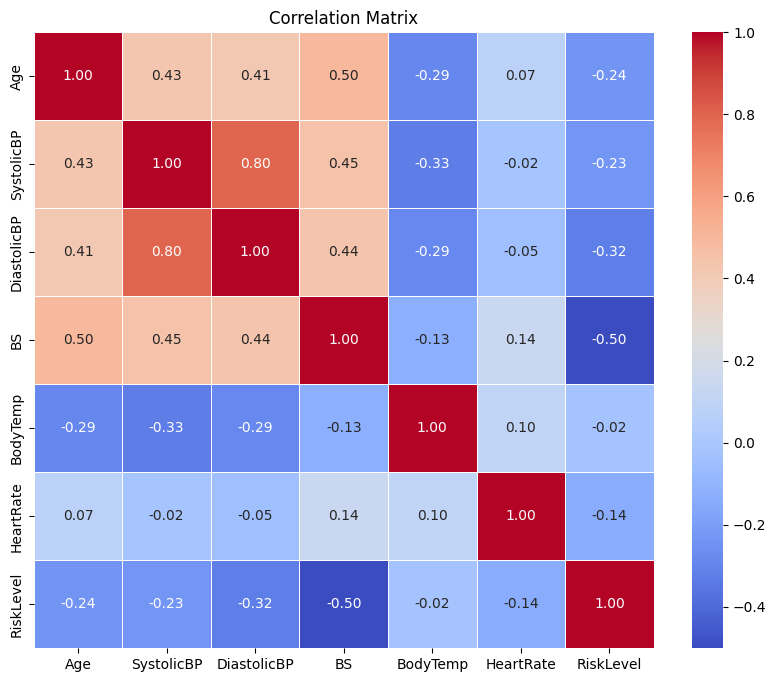 Correlation Matrix
Age 1.00 0.43 0.41 0.50 -0.29 0.07 -0.24
SystolicBP 0.43 1.00 0.80 0.45 -0.33 -0.02 -0.23
DiastolicBP 0.41 0.80 1.00 0.44 -0.29 -0.05 -0.32
BS 0.50 0.45 0.44 1.00 -0.13 0.14 -0.50
BodyTemp -0.29 -0.33 -0.29 -0.13 1.00 0.10 -0.02
HeartRate 0.07 -0.02 -0.05 0.14 0.10 1.00 -0.14
RiskLevel -0.24 -0.23 -0.32 -0.50 -0.02 -0.14 1.00
Age SystolicBP DiastolicBP BS BodyTemp HeartRate RiskLevel
1.0
0.8
0.6
0.4
0.2
0.0
−0.2
−0.4